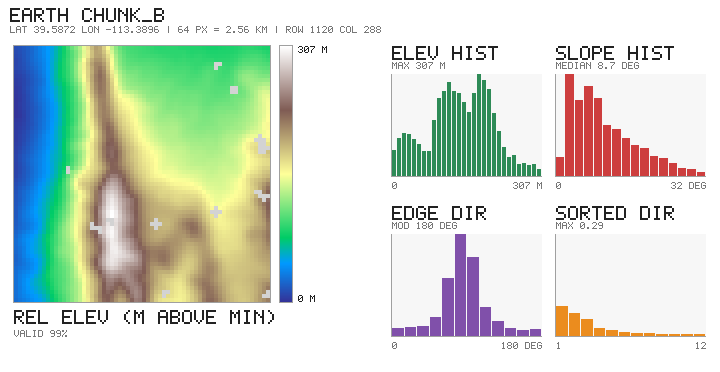 EARTH CHUNK_B
LAT 39.5872 LON -113.3896 | 64 PX = 2.56 KM | ROW 1120 COL 288
307 M
0 M
REL ELEV (M ABOVE MIN)
VALID 99%
ELEV HIST
MAX 307 M
0 307 M
SLOPE HIST
MEDIAN 8.7 DEG
0 32 DEG
EDGE DIR
MOD 180 DEG
0 180 DEG
SORTED DIR
MAX 0.29
1 12